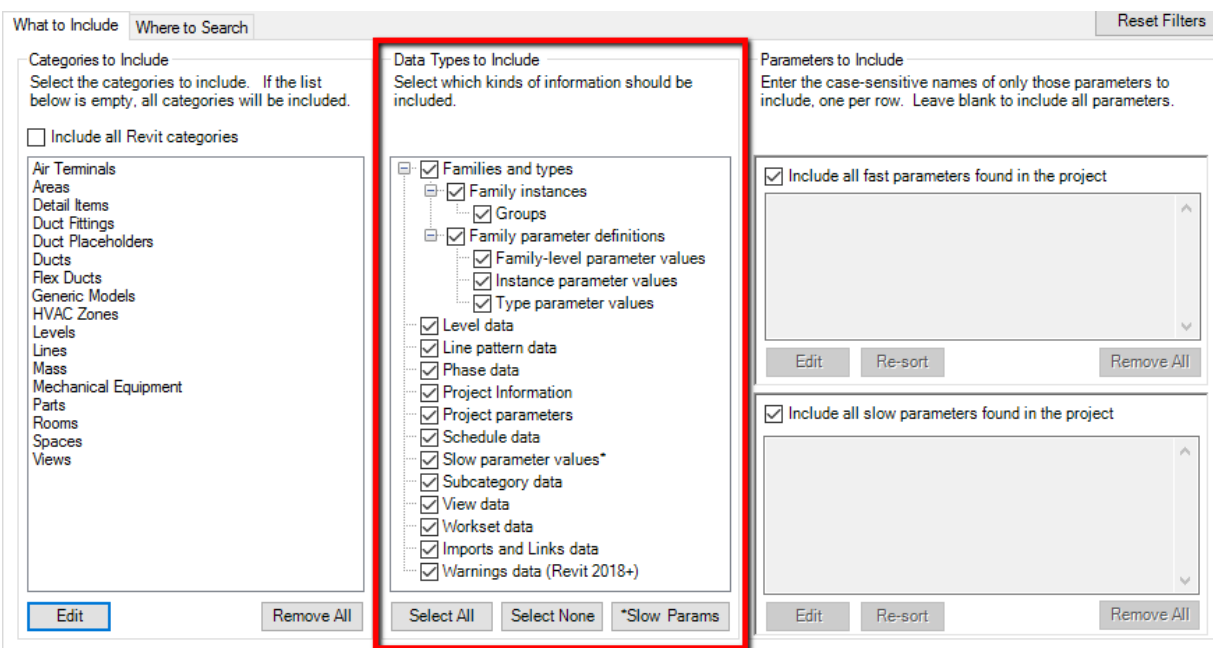 What to Include
Where to Search
Reset Filters
Categories to Include
Select the categories to include. If the list
below is empty, all categories will be included.
Include all Revit categories
Air Terminals
Areas
Detail Items
Duct Fittings
Duct Placeholders
Ducts
Flex Ducts
Generic Models
HVAC Zones
Levels
Lines
Mass
Mechanical Equipment
Parts
Rooms
Spaces
Views
Edit
Remove All
Data Types to Include
Select which kinds of information should be
included.
Families and types
Family instances
Groups
Family parameter definitions
Family-level parameter values
Instance parameter values
Type parameter values
Level data
Line pattern data
Phase data
Project Information
Project parameters
Schedule data
Slow parameter values*
Subcategory data
View data
Workset data
Imports and Links data
Warnings data (Revit 2018+)
Select All
Select None
*Slow Params
Parameters to Include
Enter the case-sensitive names of only those parameters to
include, one per row. Leave blank to include all parameters.
Include all fast parameters found in the project
Edit
Re-sort
Remove All
Include all slow parameters found in the project
Edit
Re-sort
Remove All